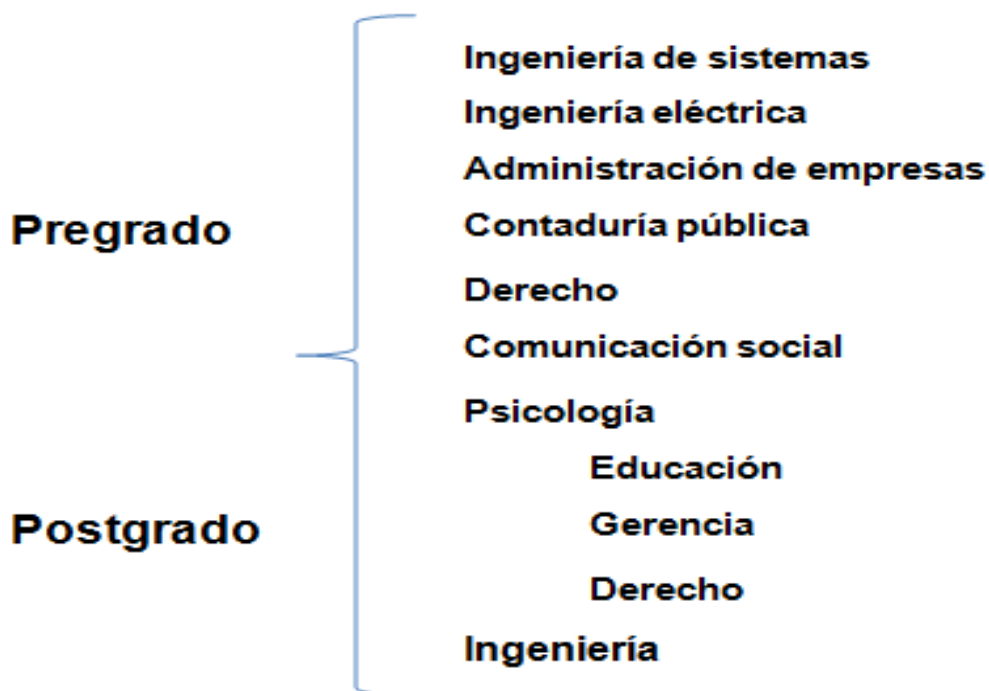 Pregrado
Ingeniería de sistemas
Ingeniería eléctrica
Administración de empresas
Contaduría pública
Derecho
Comunicación social
Psicología
Postgrado
Educación
Gerencia
Derecho
Ingeniería